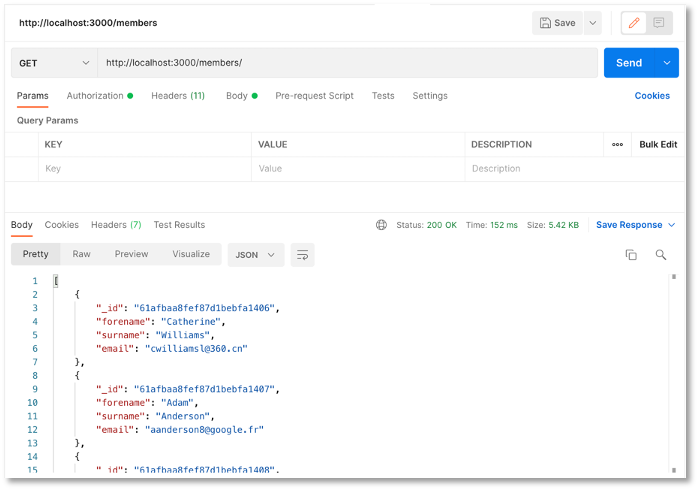 http://localhost:3000/members
Save
GET http://localhost:3000/members/ Send
Params Authorization Headers (11) Body Pre-request Script Tests Settings Cookies
Query Params
KEY VALUE DESCRIPTION ooo Bulk Edit
Key Value Description
Body Cookies Headers (7) Test Results Status: 200 OK Time: 152 ms Size: 5.42 KB Save Response
Pretty Raw Preview Visualize JSON
1 [
2 {
3 "_id": "61afbaa8fef87d1bebfa1406",
4 "forename": "Catherine",
5 "surname": "Williams",
6 "email": "cwilliamsl@360.cn"
7 },
8 {
9 "_id": "61afbaa8fef87d1bebfa1407",
10 "forename": "Adam",
11 "surname": "Anderson",
12 "email": "aanderson8@google.fr"
13 },
14 {
15 "_id": "61afbaa8fef87d1bebfa1408",